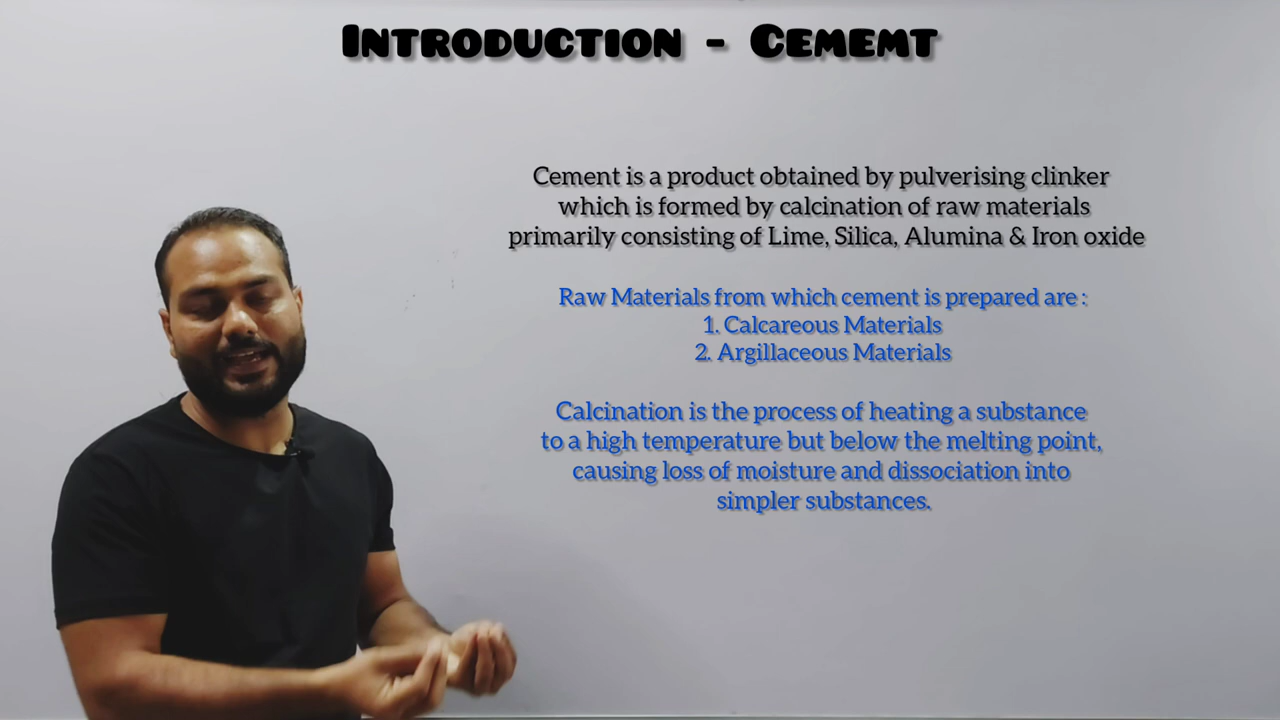 Introduction - Cememt
Cement is a product obtained by pulverising clinker
which is formed by calcination of raw materials
primarily consisting of Lime, Silica, Alumina & Iron oxide
Raw Materials from which cement is prepared are :
1. Calcareous Materials
2. Argillaceous Materials
Calcination is the process of heating a substance
to a high temperature but below the melting point,
causing loss of moisture and dissociation into
simpler substances.